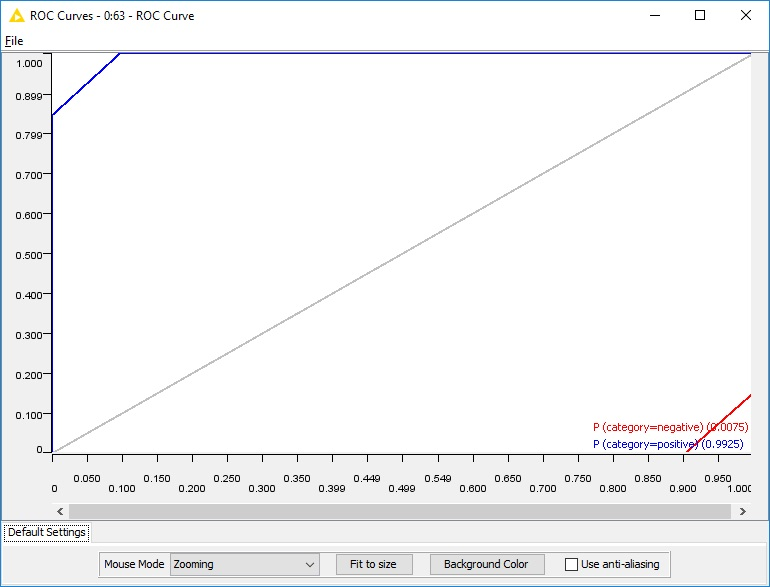 ROC Curves - 0:63 - ROC Curve
File
1.000
0.899
0.799
0.700
0.600
0.500
0.400
0.300
0.200
0.100
0
P (category=negative) (0.0075)
P (category=positive) (0.9925)
0.050 0.150 0.250 0.350 0.449 0.550 0.650 0.750 0.850 0.950
0 0.100 0.200 0.300 0.399 0.499 0.600 0.700 0.800 0.900 1.000
Default Settings
Mouse Mode Zooming Fit to size Background Color Use anti-aliasing